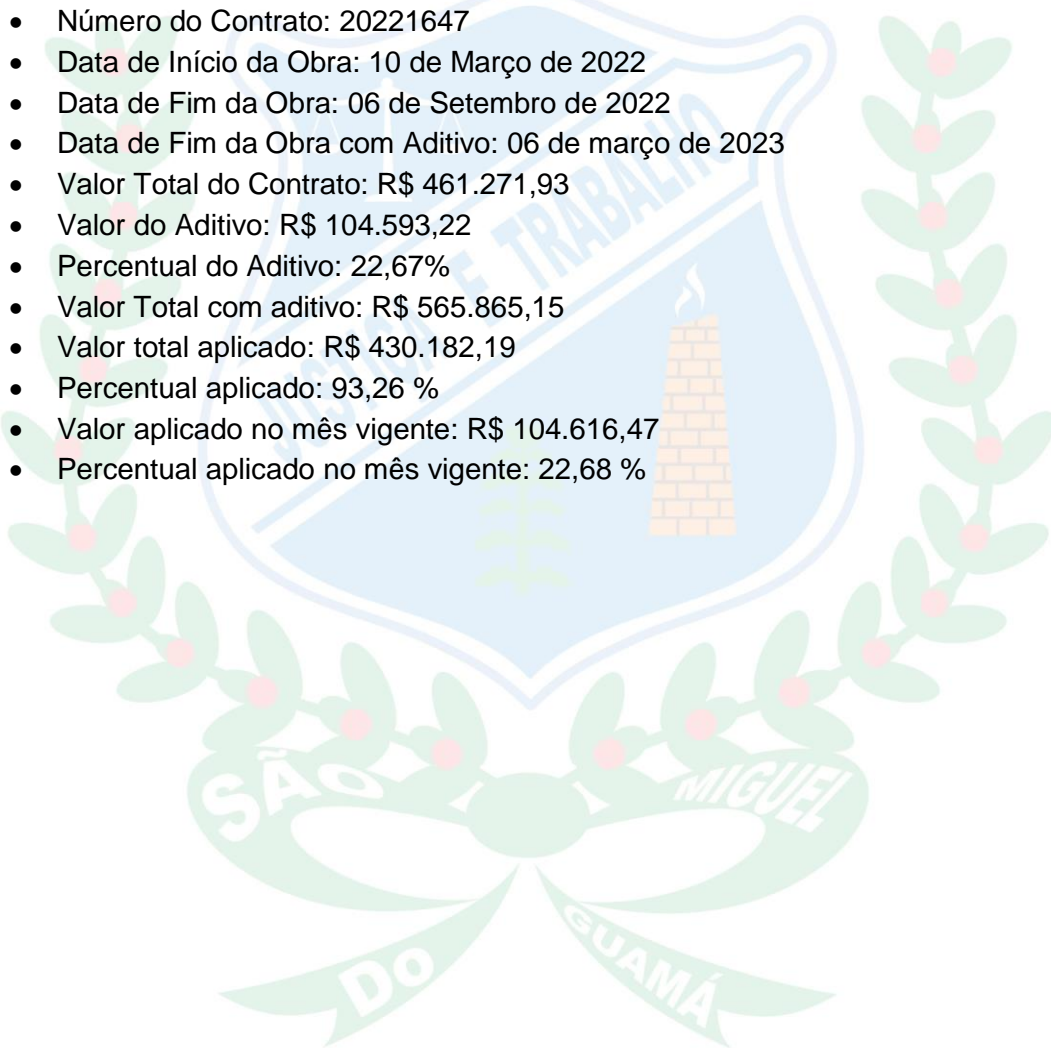 • Número do Contrato: 20221647
• Data de Início da Obra: 10 de Março de 2022
• Data de Fim da Obra: 06 de Setembro de 2022
• Data de Fim da Obra com Aditivo: 06 de março de 2023
• Valor Total do Contrato: R$ 461.271,93
• Valor do Aditivo: R$ 104.593,22
• Percentual do Aditivo: 22,67%
• Valor Total com aditivo: R$ 565.865,15
• Valor total aplicado: R$ 430.182,19
• Percentual aplicado: 93,26 %
• Valor aplicado no mês vigente: R$ 104.616,47
• Percentual aplicado no mês vigente: 22,68 %
JUSTIÇA E TRABALHO
SÃO MIGUEL
DO GUAMÁ